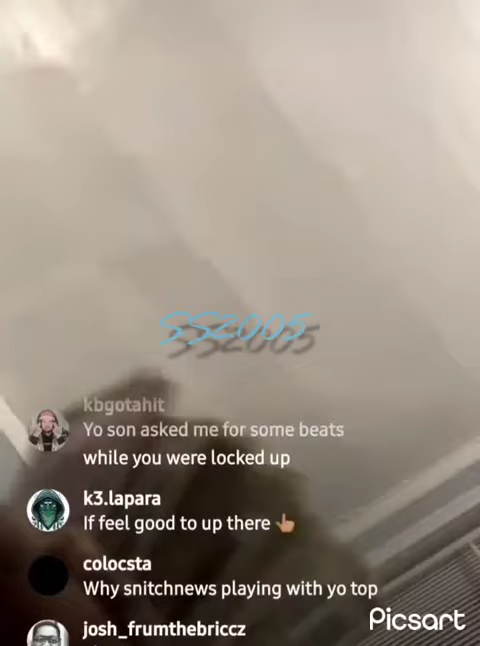 SSZ005
kbgotahit
Yo son asked me for some beats
while you were locked up
k3.lapara
If feel good to up there 👆🏽
colocsta
Why snitchnews playing with yo top
josh_frumthebriccz
Picsart